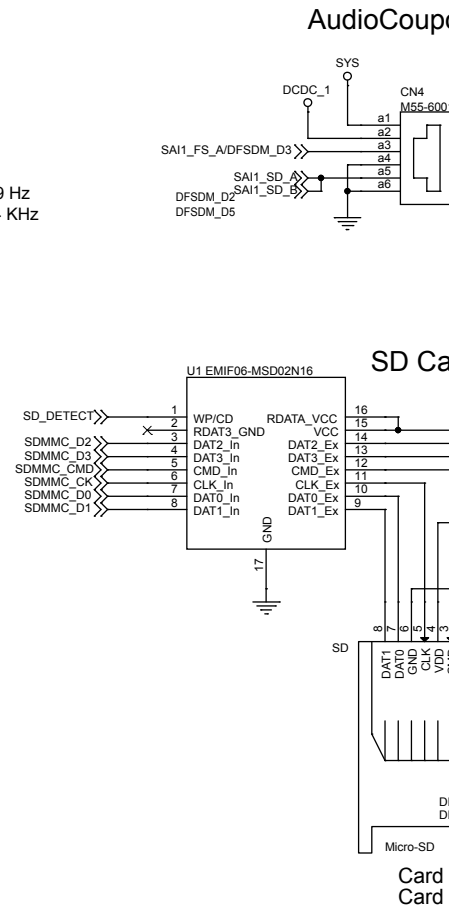 AudioCoupo
SYS
DCDC_1
CN4
M55-6001
a1
a2
SAI1_FS_A/DFSDM_D3
a3
a4
SAI1_SD_A
a5
DFSDM_D2
SAI1_SD_B
a6
DFSDM_D5
9 Hz
KHz
SD Ca
U1 EMIF06-MSD02N16
SD_DETECT
1
WP/CD
RDATA_VCC
16
2
RDAT3_GND
VCC
15
SDMMC_D2
3
DAT2_In
DAT2_Ex
14
SDMMC_D3
4
DAT3_In
DAT3_Ex
13
SDMMC_CMD
5
CMD_In
CMD_Ex
12
SDMMC_CK
6
CLK_In
CLK_Ex
11
SDMMC_D0
7
DAT0_In
DAT0_Ex
10
SDMMC_D1
8
DAT1_In
DAT1_Ex
9
GND
17
SD
8
7
6
5
4
3
DAT1
DAT0
GND
CLK
VDD
Micro-SD
Card
Card